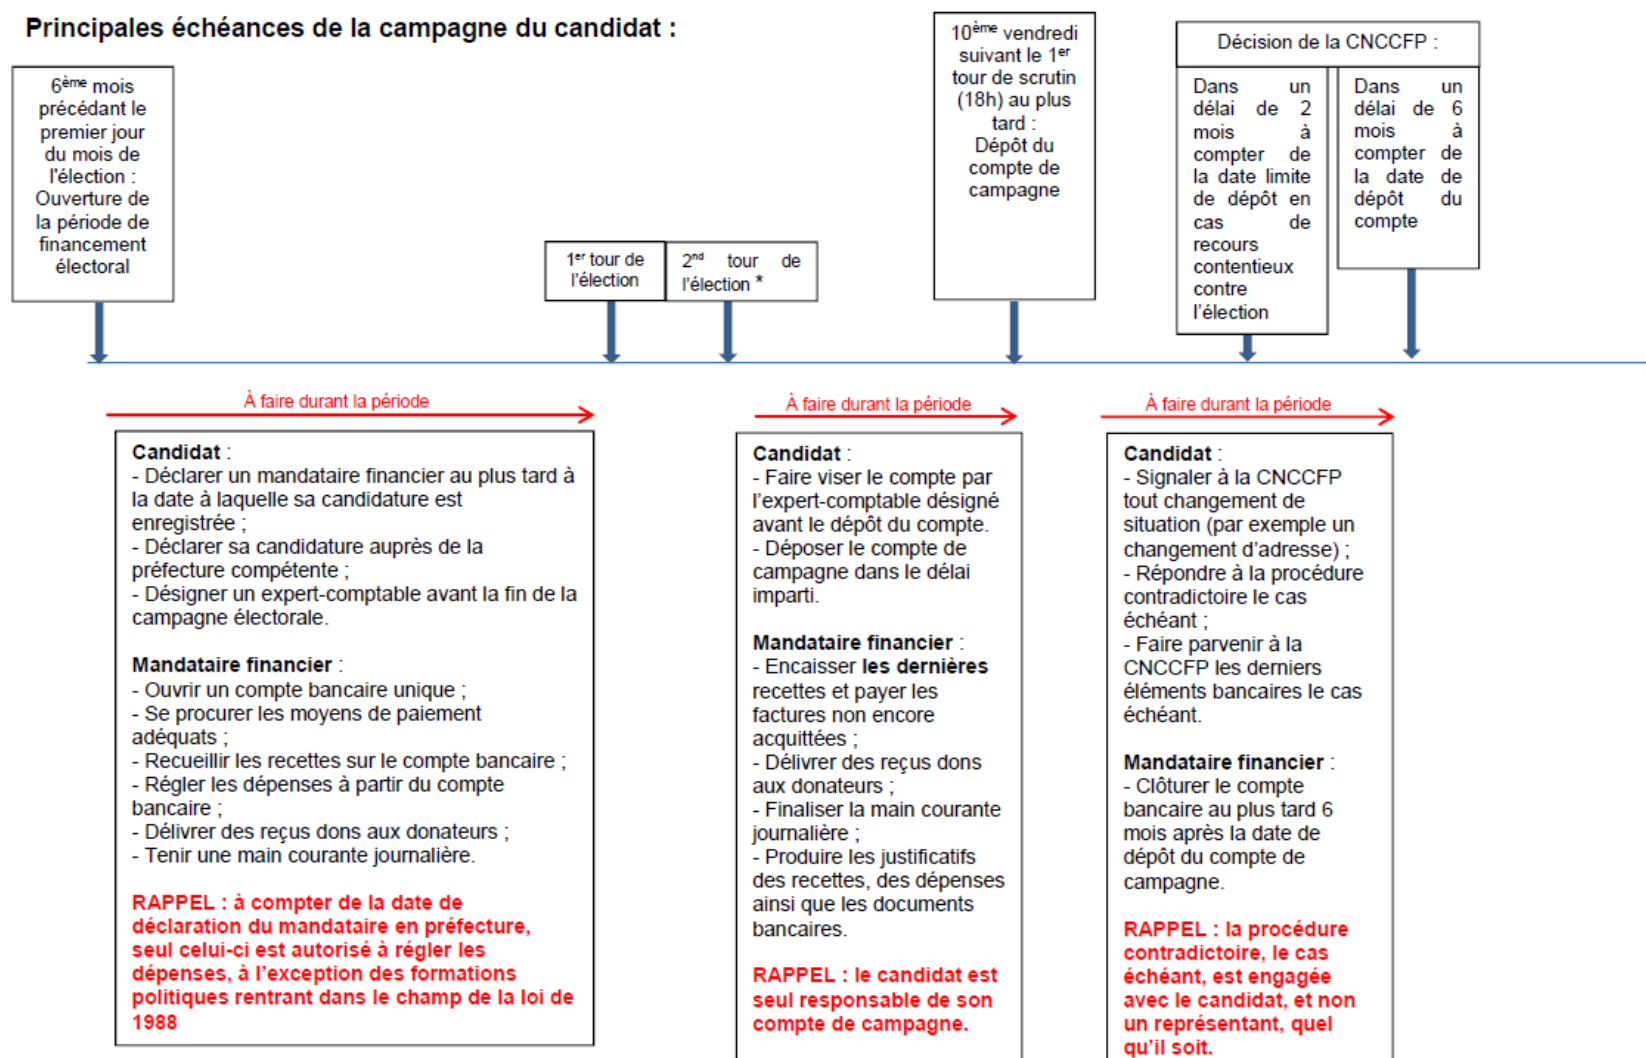 Principales échéances de la campagne du candidat :
6ème mois
précédant le
premier jour
du mois de
l'élection :
Ouverture de
la période de
financement
électoral
1er tour de
l'élection
2nd tour de
l'élection *
10ème vendredi
suivant le 1er
tour de scrutin
(18h) au plus
tard :
Dépôt du
compte de
campagne
Décision de la CNCCFP :
Dans un
délai de 2
mois à
compter de
la date limite
de dépôt en
cas de
recours
contentieux
contre
l'élection
Dans un
délai de 6
mois à
compter de
la date de
dépôt du
compte
À faire durant la période
Candidat :
- Déclarer un mandataire financier au plus tard à
la date à laquelle sa candidature est
enregistrée ;
- Déclarer sa candidature auprès de la
préfecture compétente ;
- Désigner un expert-comptable avant la fin de la
campagne électorale.
Mandataire financier :
- Ouvrir un compte bancaire unique ;
- Se procurer les moyens de paiement
adéquats ;
- Recueillir les recettes sur le compte bancaire ;
- Régler les dépenses à partir du compte
bancaire ;
- Délivrer des reçus dons aux donateurs ;
- Tenir une main courante journalière.
RAPPEL : à compter de la date de
déclaration du mandataire en préfecture,
seul celui-ci est autorisé à régler les
dépenses, à l'exception des formations
politiques rentrant dans le champ de la loi de
1988
À faire durant la période
Candidat :
- Faire viser le compte par
l'expert-comptable désigné
avant le dépôt du compte.
- Déposer le compte de
campagne dans le délai
imparti.
Mandataire financier :
- Encaisser les dernières
recettes et payer les
factures non encore
acquittées ;
- Délivrer des reçus dons
aux donateurs ;
- Finaliser la main courante
journalière ;
- Produire les justificatifs
des recettes, des dépenses
ainsi que les documents
bancaires.
RAPPEL : le candidat est
seul responsable de son
compte de campagne.
À faire durant la période
Candidat :
- Signaler à la CNCCFP
tout changement de
situation (par exemple un
changement d'adresse) ;
- Répondre à la procédure
contradictoire le cas
échéant ;
- Faire parvenir à la
CNCCFP les derniers
éléments bancaires le cas
échéant.
Mandataire financier :
- Clôturer le compte
bancaire au plus tard 6
mois après la date de
dépôt du compte de
campagne.
RAPPEL : la procédure
contradictoire, le cas
échéant, est engagée
avec le candidat, et non
un représentant, quel
qu'il soit.